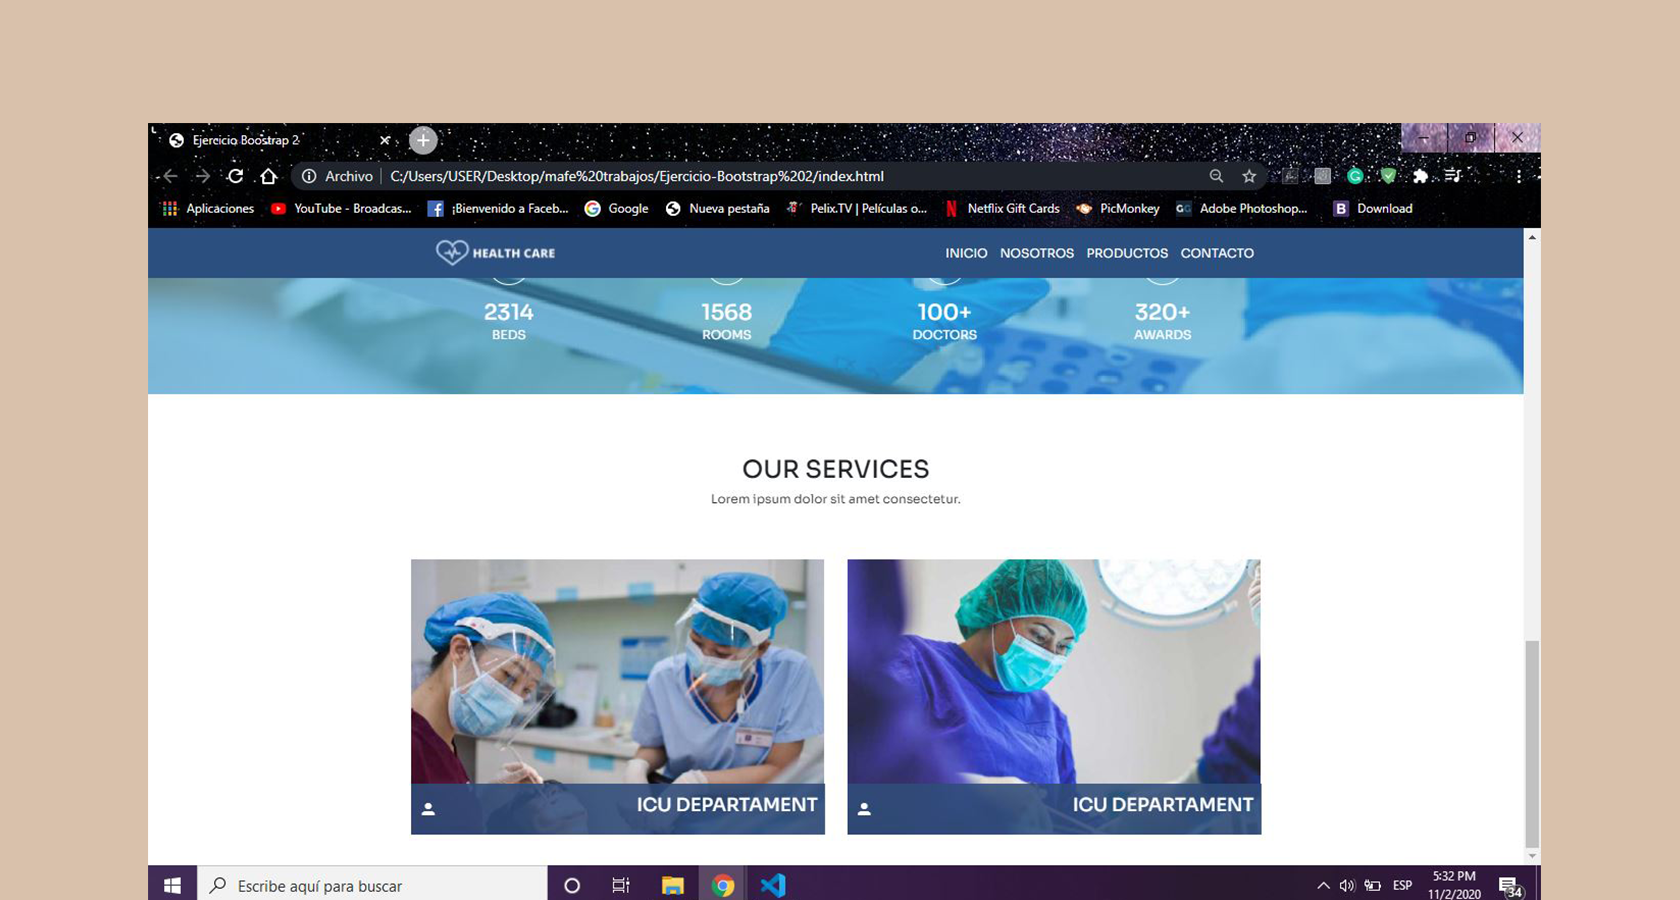 Ejercicio Boostrap 2
Archivo | C:/Users/USER/Desktop/mafe%20trabajos/Ejercicio-Bootstrap%202/index.html
Aplicaciones YouTube - Broadcas... ¡Bienvenido a Faceb... Google Nueva pestaña Pelix.TV | Películas o... Netflix Gift Cards PicMonkey Adobe Photoshop... Download
HEALTH CARE INICIO NOSOTROS PRODUCTOS CONTACTO
2314 1568 100+ 320+
BEDS ROOMS DOCTORS AWARDS
OUR SERVICES
Lorem ipsum dolor sit amet consectetur.
ICU DEPARTAMENT ICU DEPARTAMENT
Escribe aquí para buscar ESP 5:32 PM
11/2/2020 34